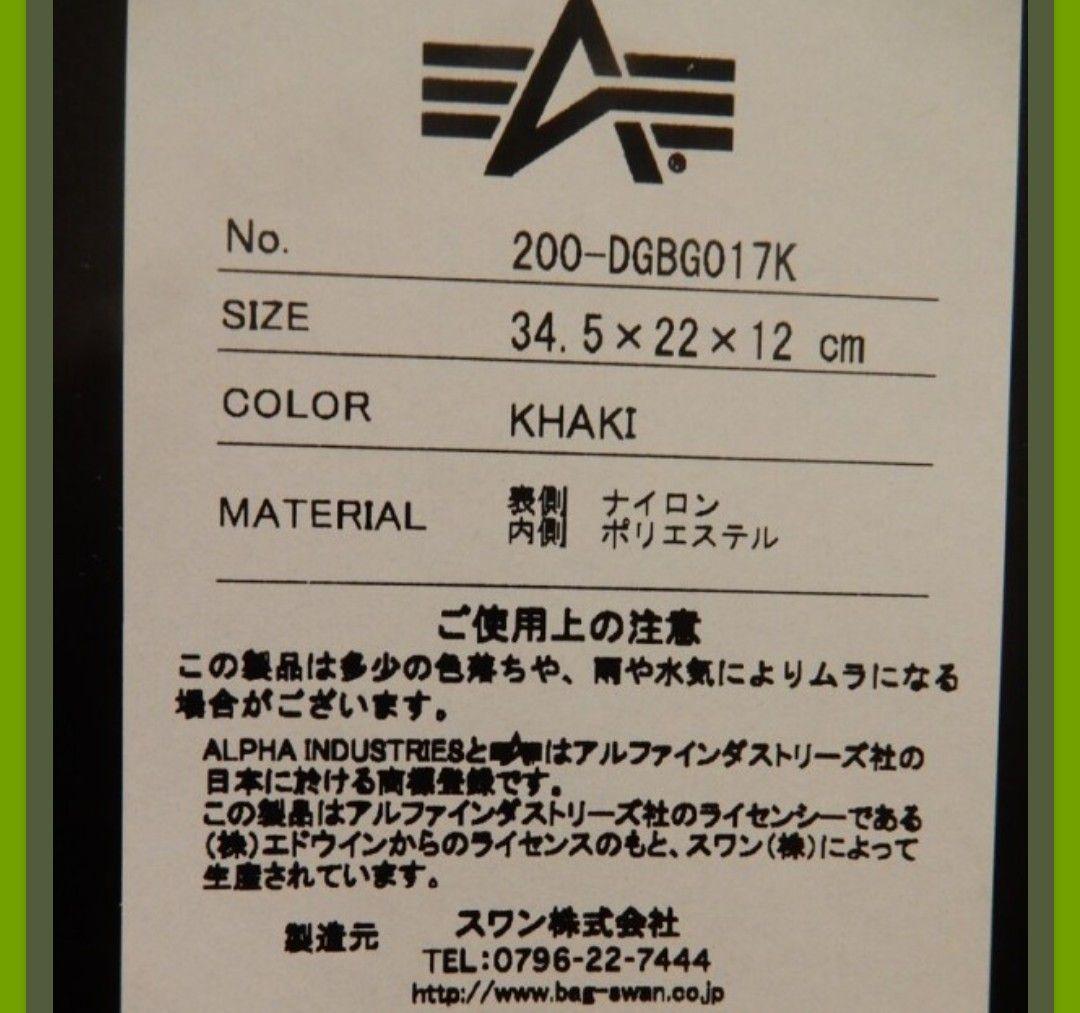 No. 200-DGBG017K
SIZE 34.5×22×12 cm
COLOR KHAKI
MATERIAL 表側 ナイロン
内側 ポリエステル
ご使用上の注意
この製品は多少の色落ちや、雨や水気によりムラになる
場合がございます。
ALPHA INDUSTRIESとはアルファインダストリーズ社の
日本に於ける商標登録です。
この製品はアルファインダストリーズ社のライセンシーである
(株)エドウインからのライセンスのもと、スワン(株)によって
生産されています。
製造元 スワン株式会社
TEL:0796-22-7444
http://www.bag-swan.co.jp